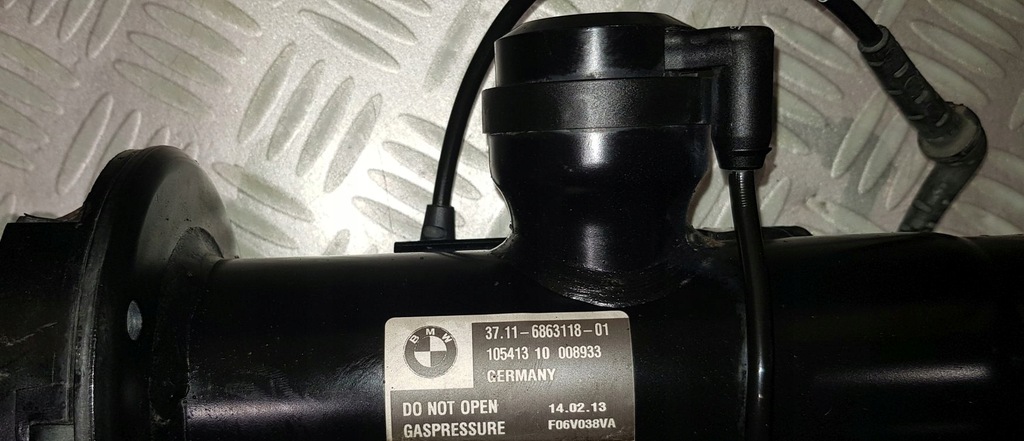 BMW
37.11-6863118-01
105413 10 008933
GERMANY
DO NOT OPEN 14.02.13
GASPRESSURE F06V038VA